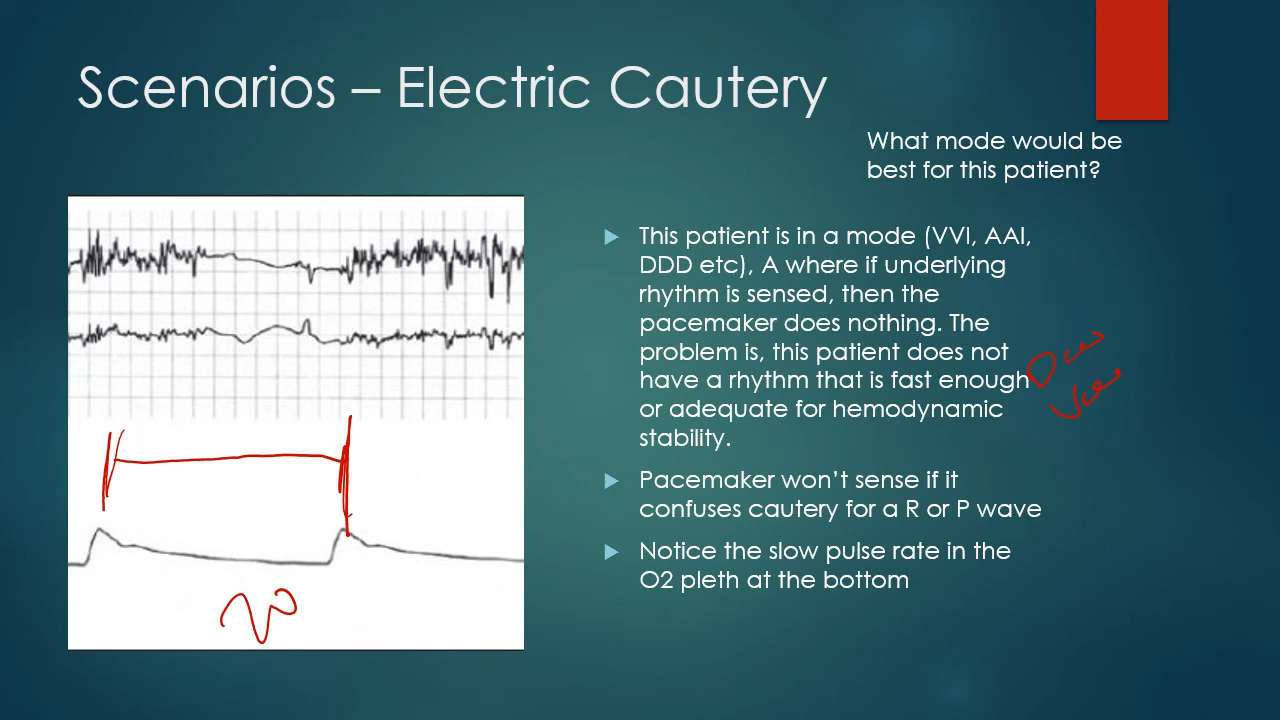 Scenarios – Electric Cautery
What mode would be
best for this patient?
This patient is in a mode (VVI, AAI,
DDD etc), A where if underlying
rhythm is sensed, then the
pacemaker does nothing. The
problem is, this patient does not
have a rhythm that is fast enough
or adequate for hemodynamic
stability.
Pacemaker won't sense if it
confuses cautery for a R or P wave
Notice the slow pulse rate in the
O2 pleth at the bottom